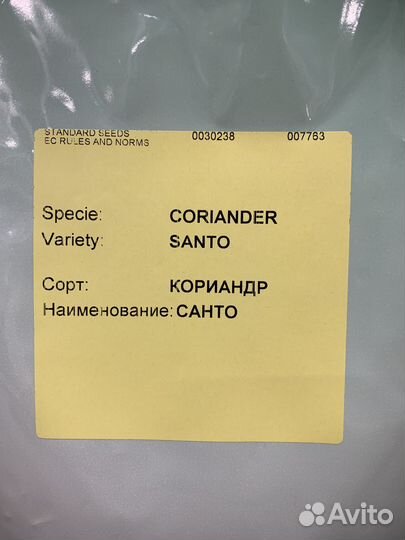 STANDARD SEEDS 0030238 007763
EC RULES AND NORMS
Specie: CORIANDER
Variety: SANTO
Сорт: КОРИАНДР
Наименование: САНТО
Avito